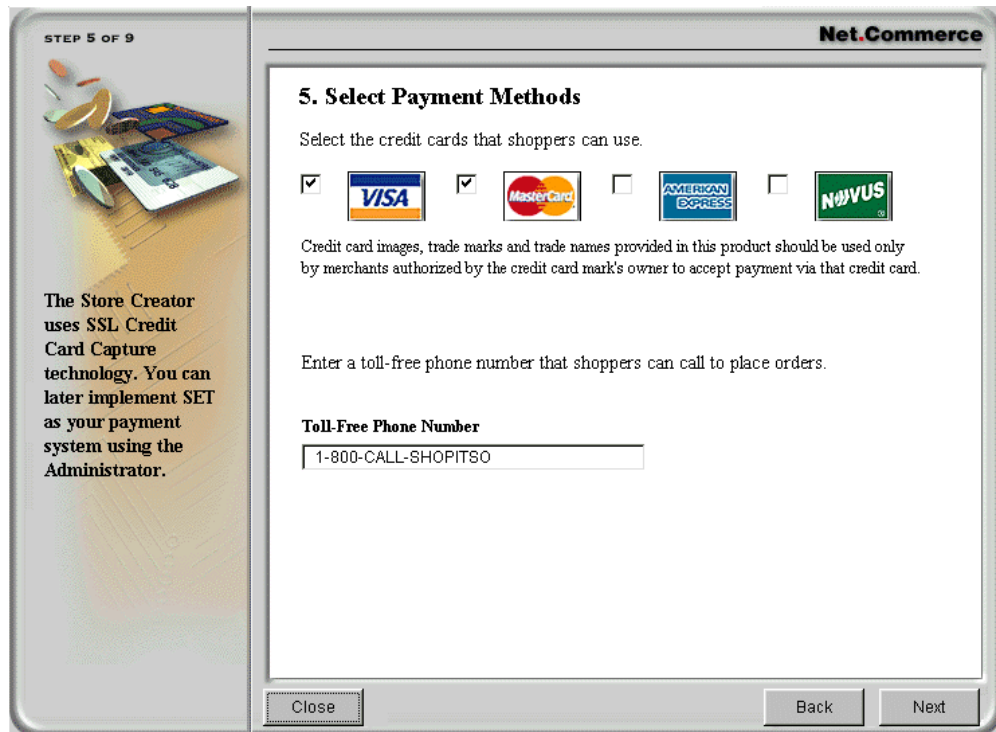 STEP 5 OF 9
Net.Commerce
5. Select Payment Methods
Select the credit cards that shoppers can use.
VISA
MasterCard
AMERICAN
EXPRESS
NOVUS
Credit card images, trade marks and trade names provided in this product should be used only
by merchants authorized by the credit card mark's owner to accept payment via that credit card.
The Store Creator
uses SSL Credit
Card Capture
technology. You can
later implement SET
as your payment
system using the
Administrator.
Enter a toll-free phone number that shoppers can call to place orders.
Toll-Free Phone Number
1-800-CALL-SHOPITSO
Close
Back
Next